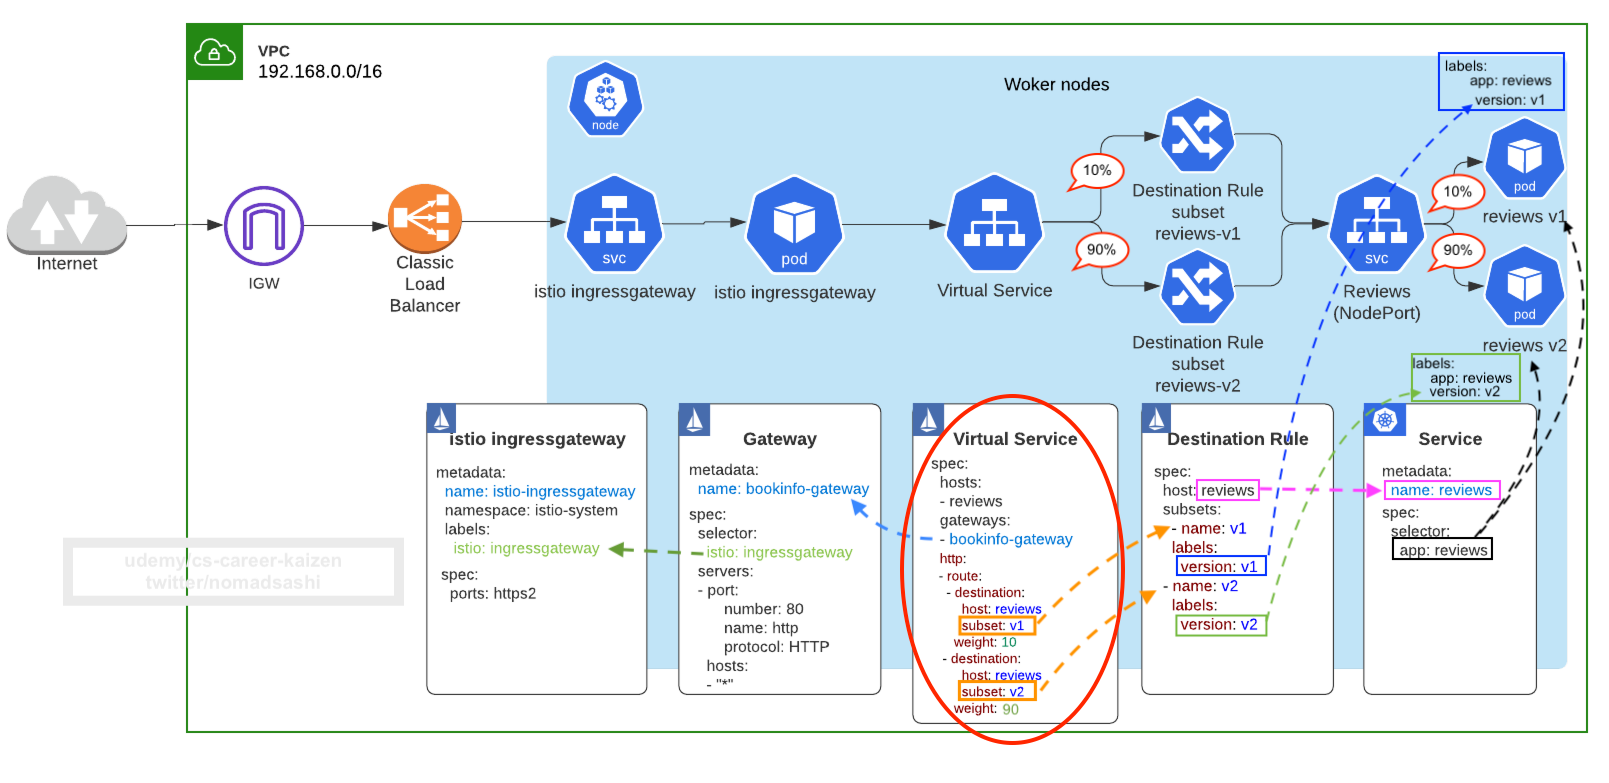 VPC
192.168.0.0/16
Woker nodes
node
labels:
app: reviews
version: v1
Internet
IGW
Classic
Load
Balancer
svc
istio ingressgateway
pod
istio ingressgateway
Virtual Service
10%
90%
Destination Rule
subset
reviews-v1
Destination Rule
subset
reviews-v2
svc
Reviews
(NodePort)
10%
90%
pod
reviews v1
pod
reviews v2
labels:
app: reviews
version: v2
istio ingressgateway
metadata:
name: istio-ingressgateway
namespace: istio-system
labels:
istio: ingressgateway
spec:
ports: https2
Gateway
metadata:
name: bookinfo-gateway
spec:
selector:
istio: ingressgateway
servers:
- port:
number: 80
name: http
protocol: HTTP
hosts:
- "*"
Virtual Service
spec:
hosts:
- reviews
gateways:
- bookinfo-gateway
http:
- route:
- destination:
host: reviews
subset: v1
weight: 10
- destination:
host: reviews
subset: v2
weight: 90
Destination Rule
spec:
host: reviews
subsets:
- name: v1
labels:
version: v1
- name: v2
labels:
version: v2
Service
metadata:
name: reviews
spec:
selector:
app: reviews
udemy/cs-career-kaizen
twitter/nomadsashi